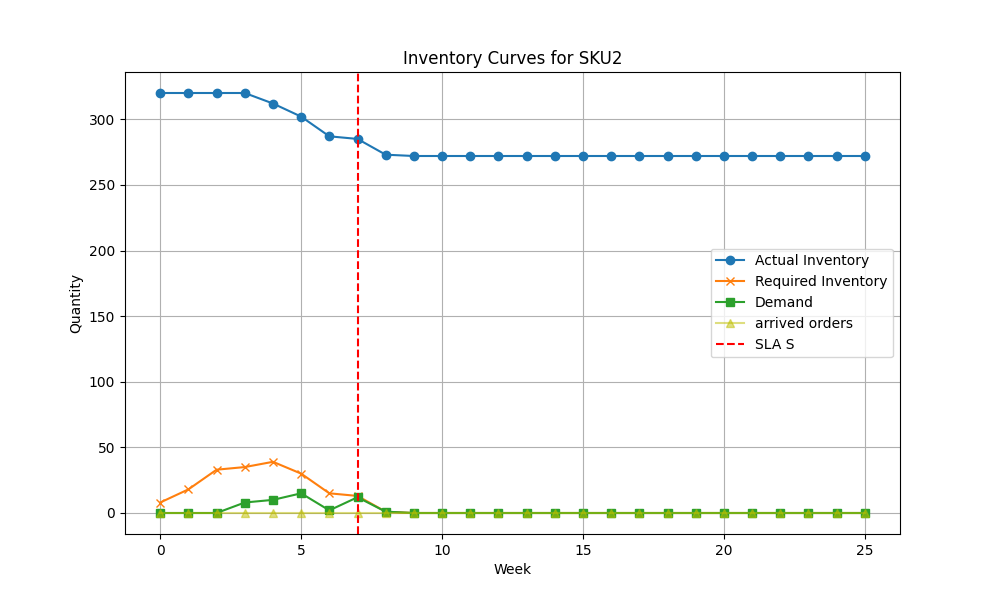 Inventory Curves for SKU2
300
250
200
150
100
50
0
Quantity
Actual Inventory
Required Inventory
Demand
arrived orders
SLA S
0 5 10 15 20 25
Week